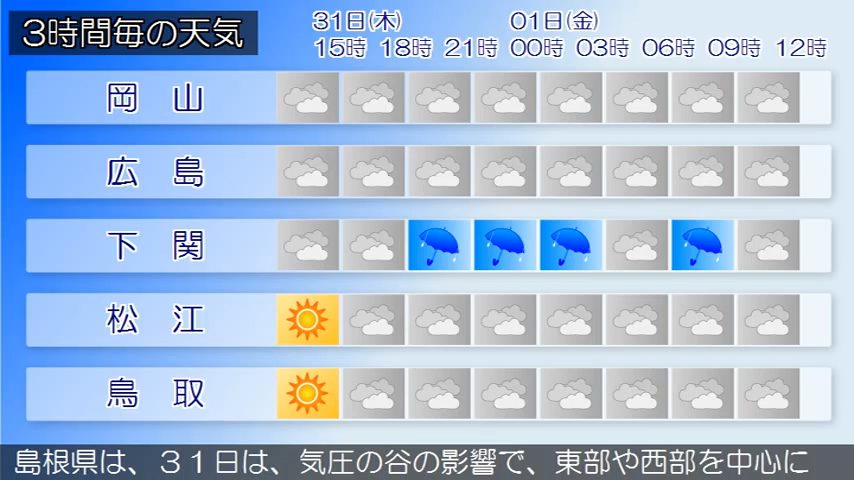 3時間毎の天気
31日(木) 01日(金)
15時 18時 21時 00時 03時 06時 09時 12時
岡 山
広 島
下 関
松 江
鳥 取
島根県は、３１日は、気圧の谷の影響で、東部や西部を中心に